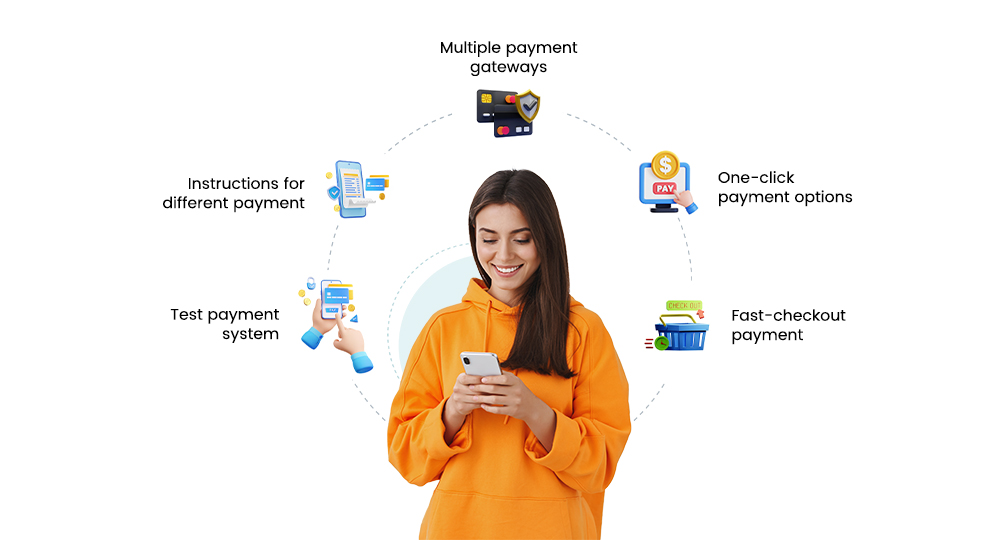 Multiple payment
gateways
Instructions for
different payment
One-click
payment options
PAY
CHECK OUT
Test payment
system
Fast-checkout
payment